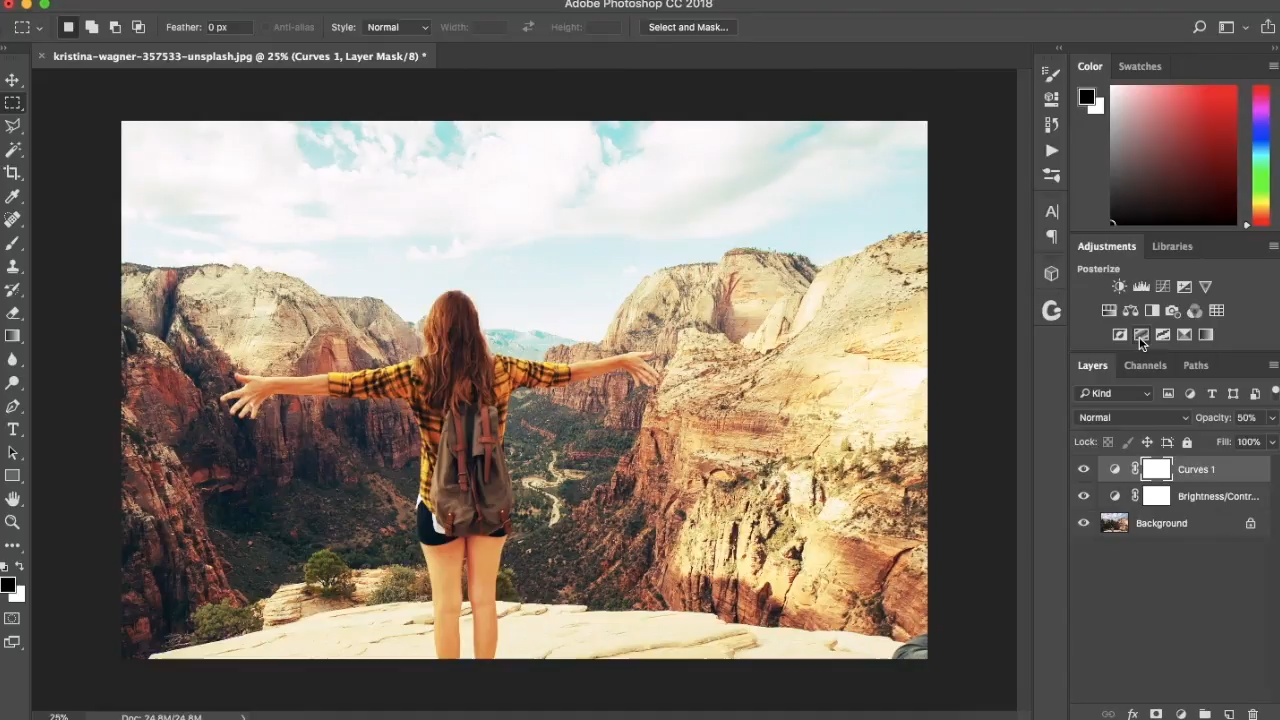 Adobe Photoshop CC 2018
Feather: 0 px Anti-alias Style: Normal Width: Height: Select and Mask...
kristina-wagner-357533-unsplash.jpg @ 25% (Curves 1, Layer Mask/8) *
Color Swatches
Adjustments Libraries
Posterize
Layers Channels Paths
Kind
Normal Opacity: 50%
Lock: Fill: 100%
Curves 1
Brightness/Contr...
Background
25% Doc: 24.8M/24.8M